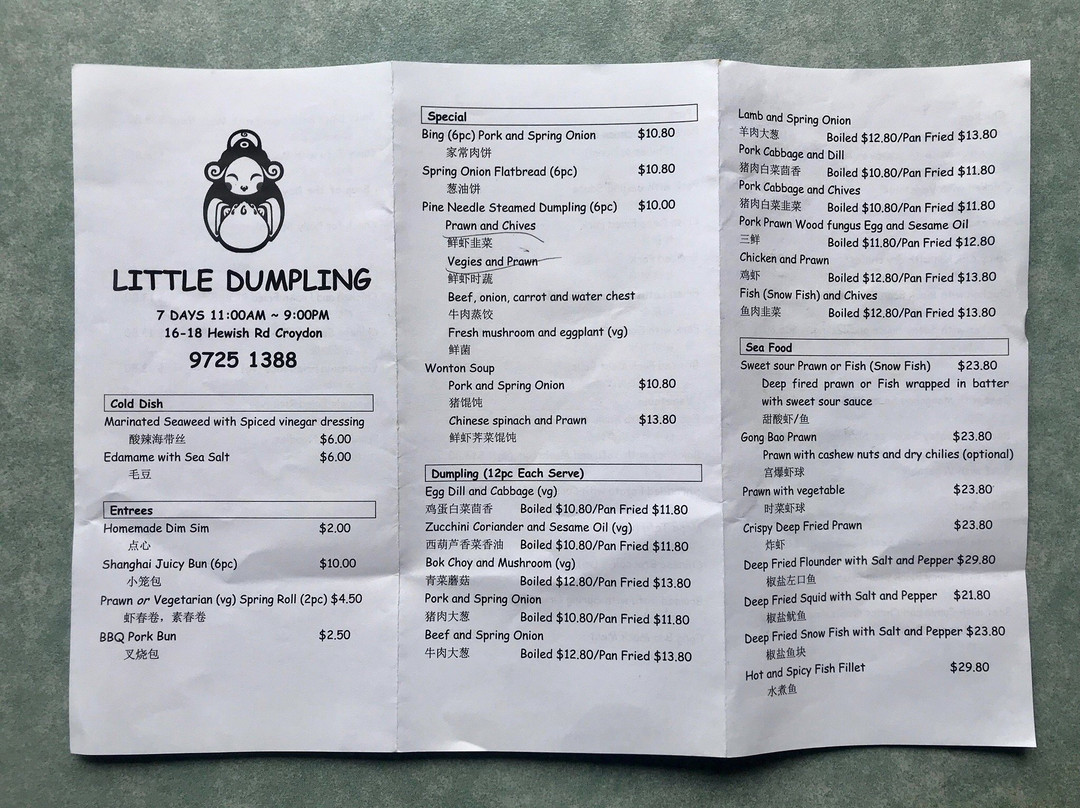 LITTLE DUMPLING
7 DAYS 11:00AM ~ 9:00PM
16-18 Hewish Rd Croydon
9725 1388
Cold Dish
Marinated Seaweed with Spiced vinegar dressing
酸辣海带丝 $6.00
Edamame with Sea Salt $6.00
毛豆
Entrees
Homemade Dim Sim $2.00
点心
Shanghai Juicy Bun (6pc) $10.00
小笼包
Prawn or Vegetarian (vg) Spring Roll (2pc) $4.50
虾春卷，素春卷
BBQ Pork Bun $2.50
叉烧包
Special
Bing (6pc) Pork and Spring Onion $10.80
家常肉饼
Spring Onion Flatbread (6pc) $10.80
葱油饼
Pine Needle Steamed Dumpling (6pc) $10.00
Prawn and Chives
鲜虾韭菜
Vegies and Prawn
鲜虾时蔬
Beef, onion, carrot and water chest
牛肉蒸饺
Fresh mushroom and eggplant (vg)
鲜菌
Wonton Soup
Pork and Spring Onion $10.80
猪馄饨
Chinese spinach and Prawn $13.80
鲜虾荠菜馄饨
Dumpling (12pc Each Serve)
Egg Dill and Cabbage (vg)
鸡蛋白菜茴香 Boiled $10.80/Pan Fried $11.80
Zucchini Coriander and Sesame Oil (vg)
西葫芦香菜香油 Boiled $10.80/Pan Fried $11.80
Bok Choy and Mushroom (vg)
青菜蘑菇 Boiled $12.80/Pan Fried $13.80
Pork and Spring Onion
猪肉大葱 Boiled $10.80/Pan Fried $11.80
Beef and Spring Onion
牛肉大葱 Boiled $12.80/Pan Fried $13.80
Lamb and Spring Onion
羊肉大葱 Boiled $12.80/Pan Fried $13.80
Pork Cabbage and Dill
猪肉白菜茴香 Boiled $10.80/Pan Fried $11.80
Pork Cabbage and Chives
猪肉白菜韭菜 Boiled $10.80/Pan Fried $11.80
Pork Prawn Wood fungus Egg and Sesame Oil
三鲜 Boiled $11.80/Pan Fried $12.80
Chicken and Prawn
鸡虾 Boiled $12.80/Pan Fried $13.80
Fish (Snow Fish) and Chives
鱼肉韭菜 Boiled $12.80/Pan Fried $13.80
Sea Food
Sweet sour Prawn or Fish (Snow Fish) $23.80
Deep fired prawn or Fish wrapped in batter
with sweet sour sauce
甜酸虾/鱼
Gong Bao Prawn $23.80
Prawn with cashew nuts and dry chilies (optional)
宫爆虾球
Prawn with vegetable $23.80
时菜虾球
Crispy Deep Fried Prawn $23.80
炸虾
Deep Fried Flounder with Salt and Pepper $29.80
椒盐左口鱼
Deep Fried Squid with Salt and Pepper $21.80
椒盐鱿鱼
Deep Fried Snow Fish with Salt and Pepper $23.80
椒盐鱼块
Hot and Spicy Fish Fillet $29.80
水煮鱼